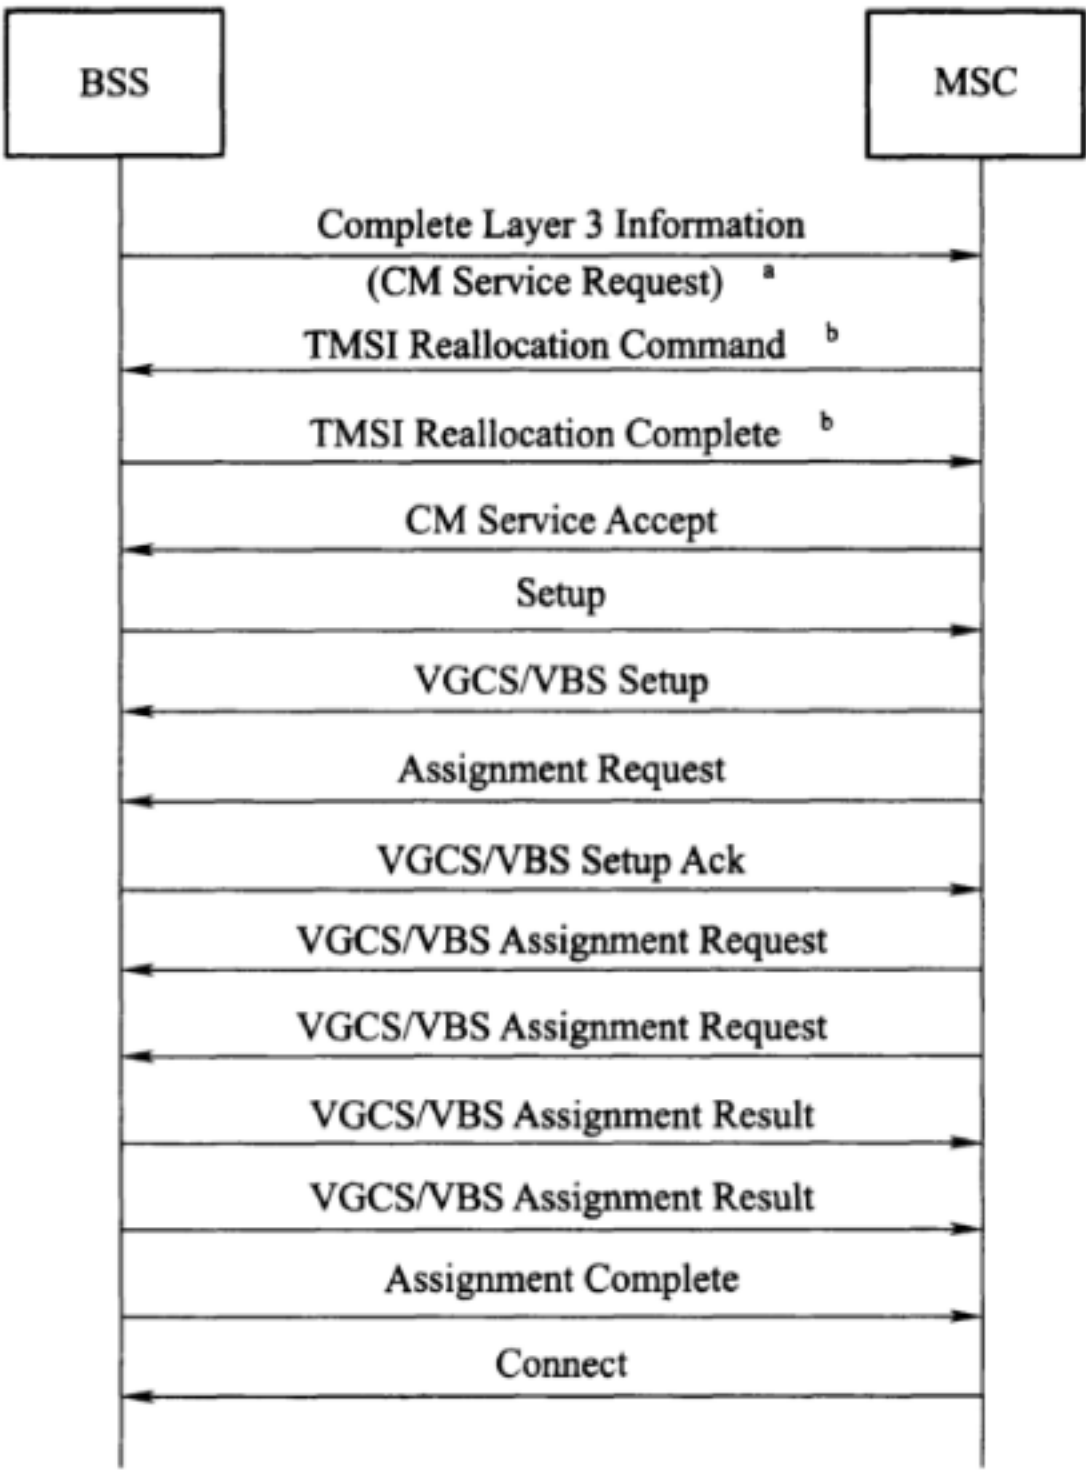 BSS
MSC
Complete Layer 3 Information
(CM Service Request) a
TMSI Reallocation Command b
TMSI Reallocation Complete b
CM Service Accept
Setup
VGCS/VBS Setup
Assignment Request
VGCS/VBS Setup Ack
VGCS/VBS Assignment Request
VGCS/VBS Assignment Request
VGCS/VBS Assignment Result
VGCS/VBS Assignment Result
Assignment Complete
Connect